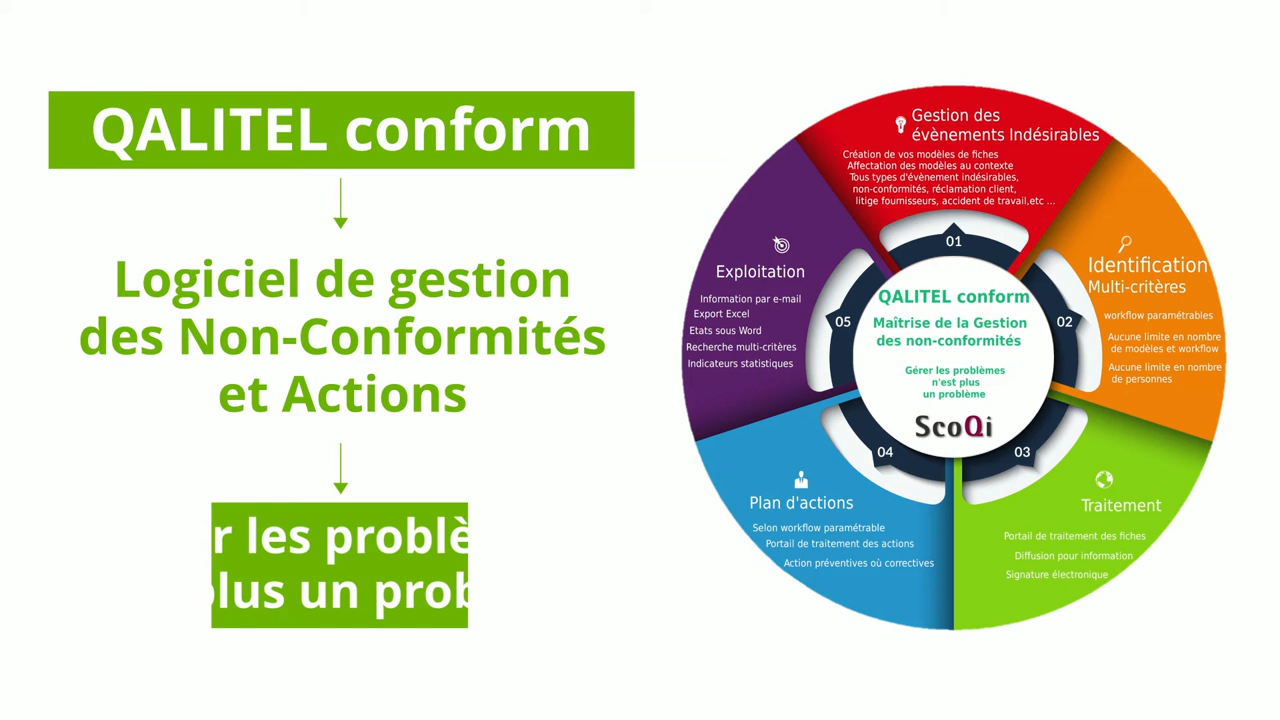 QALITEL conform
Logiciel de gestion
des Non-Conformités
et Actions
les
plus un
Gestion des
évènements Indésirables
Création de vos modèles de fiches
Affectation des modèles au contexte
Tous types d'évènement indésirables,
non-conformités, réclamation client,
litige fournisseurs, accident de travail,etc ...
01
Identification
Multi-critères
workflow paramétrables
Aucune limite en nombre
de modèles et workflow
Aucune limite en nombre
de personnes
02
Traitement
Portail de traitement des fiches
Diffusion pour information
Signature électronique
03
Plan d'actions
Selon workflow paramétrable
Portail de traitement des actions
Action préventives où correctives
04
Exploitation
Information par e-mail
Export Excel
Etats sous Word
Recherche multi-critères
Indicateurs statistiques
05
QALITEL conform
Maîtrise de la Gestion
des non-conformités
Gérer les problèmes
n'est plus
un problème
ScoQi